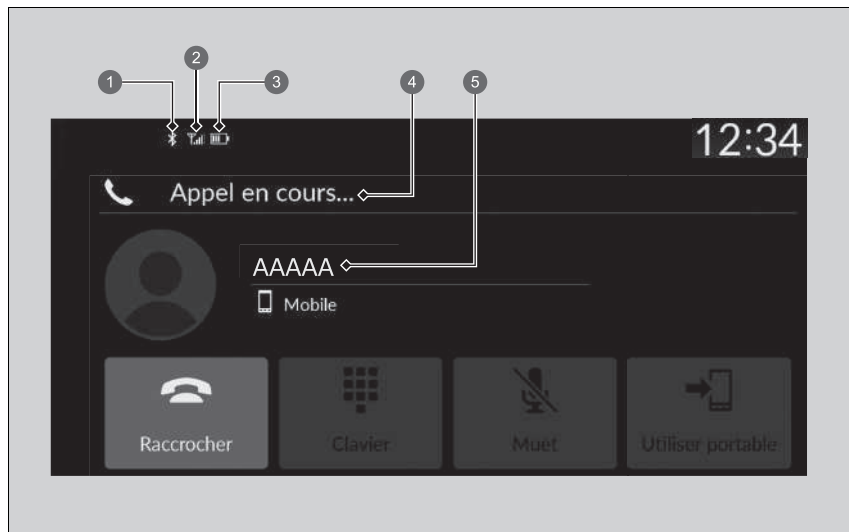 1
2
3
4
5
12:34
Appel en cours...
AAAAA
Mobile
Raccrocher
Clavier
Muet
Utiliser portable